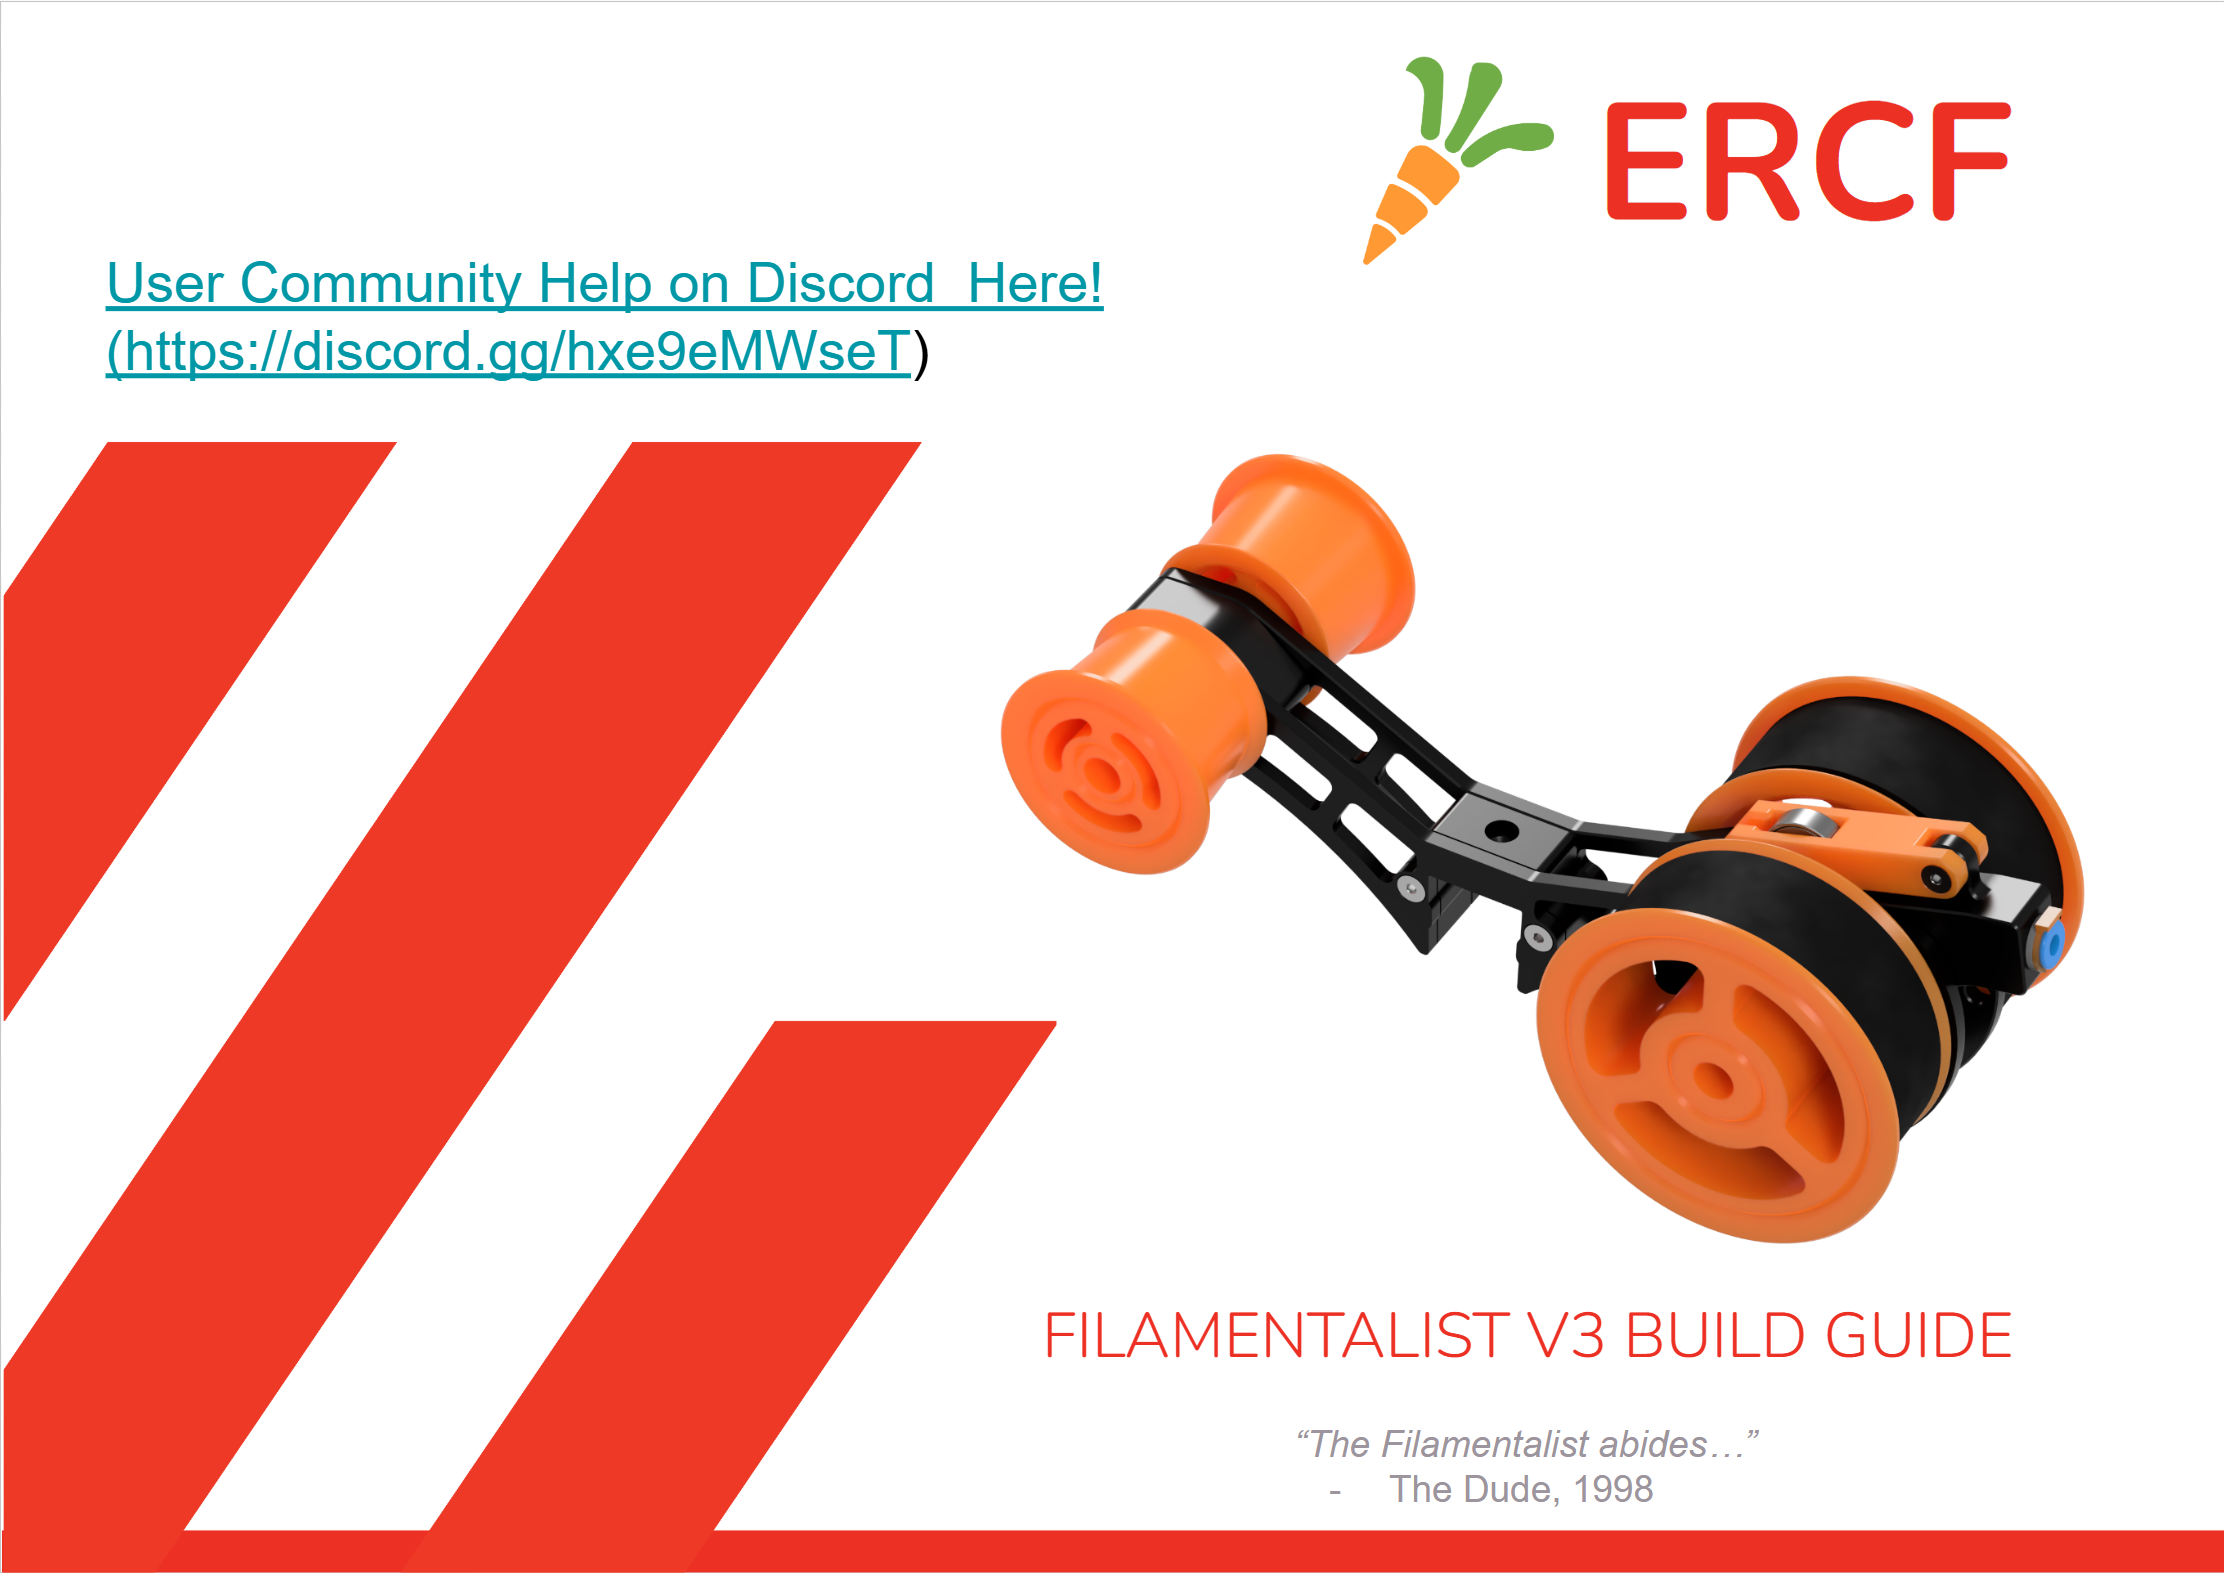 ERCF
User Community Help on Discord  Here!
(https://discord.gg/hxe9eMWseT)
FILAMENTALIST V3 BUILD GUIDE
“The Filamentalist abides…”
- The Dude, 1998